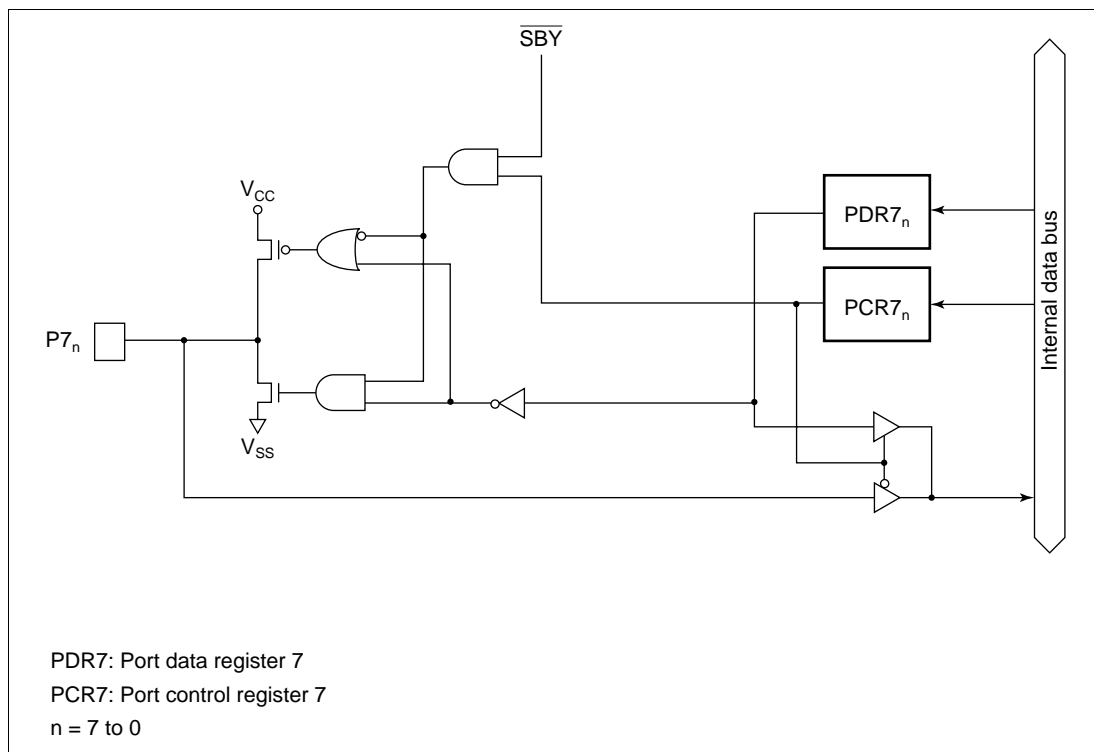 SBY
VCC
PDR7n
PCR7n
P7n
VSS
Internal data bus
PDR7: Port data register 7
PCR7: Port control register 7
n = 7 to 0